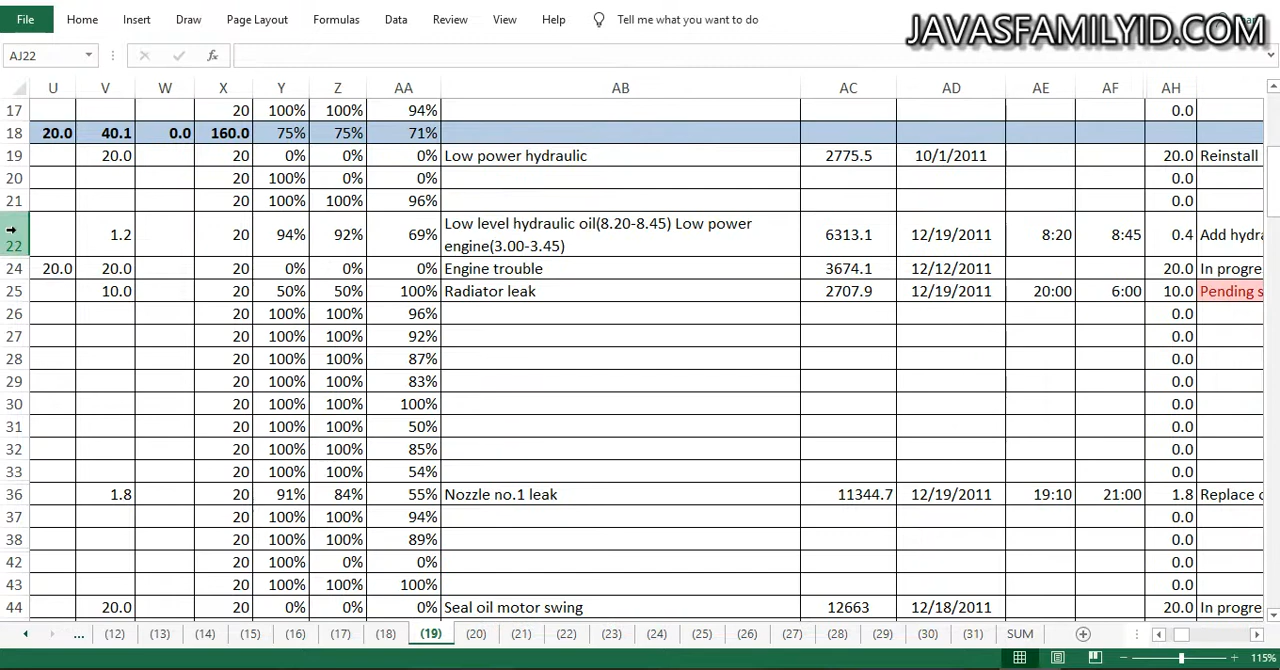 File Home Insert Draw Page Layout Formulas Data Review View Help Tell me what you want to do
JAVASFAMILYID.COM
AJ22 fx
U V W X Y Z AA AB AC AD AE AF AH
17 20 100% 100% 94% 0.0
18 20.0 40.1 0.0 160.0 75% 75% 71%
19 20.0 20 0% 0% 0% Low power hydraulic 2775.5 10/1/2011 20.0 Reinstall
20 20 100% 0% 0% 0.0
21 20 100% 100% 96% 0.0
22 1.2 20 94% 92% 69% Low level hydraulic oil(8.20-8.45) Low power
engine(3.00-3.45) 6313.1 12/19/2011 8:20 8:45 0.4 Add hydra
24 20.0 20.0 20 0% 0% 0% Engine trouble 3674.1 12/12/2011 20.0 In progre
25 10.0 20 50% 50% 100% Radiator leak 2707.9 12/19/2011 20:00 6:00 10.0 Pending s
26 20 100% 100% 96% 0.0
27 20 100% 100% 92% 0.0
28 20 100% 100% 87% 0.0
29 20 100% 100% 83% 0.0
30 20 100% 100% 100% 0.0
31 20 100% 100% 50% 0.0
32 20 100% 100% 85% 0.0
33 20 100% 100% 54% 0.0
36 1.8 20 91% 84% 55% Nozzle no.1 leak 11344.7 12/19/2011 19:10 21:00 1.8 Replace
37 20 100% 100% 94% 0.0
38 20 100% 100% 89% 0.0
42 20 100% 0% 0% 0.0
43 20 100% 100% 100% 0.0
44 20.0 20 0% 0% 0% Seal oil motor swing 12663 12/18/2011 20.0 In progre
... (12) (13) (14) (15) (16) (17) (18) (19) (20) (21) (22) (23) (24) (25) (26) (27) (28) (29) (30) (31) SUM
115%